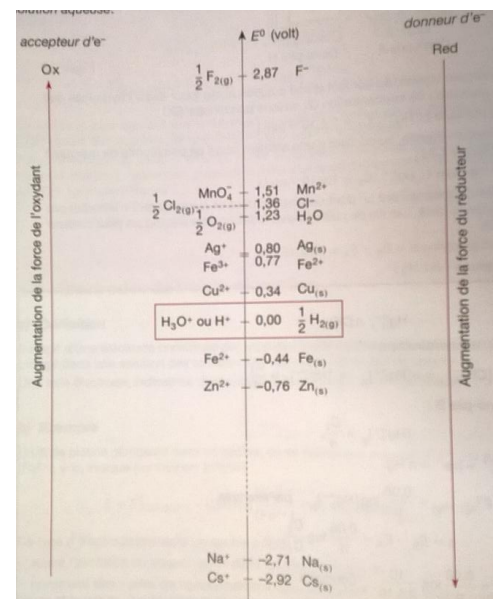 olution aqueuse.
donneur d'e⁻
accepteur d'e⁻
E⁰ (volt)
Ox
Red
1/2 F₂(g) 2,87 F⁻
MnO₄⁻ 1,51 Mn²⁺
1/2 Cl₂(g) 1,36 Cl⁻
1/2 O₂(g) 1,23 H₂O
Ag⁺ 0,80 Ag(s)
Fe³⁺ 0,77 Fe²⁺
Cu²⁺ 0,34 Cu(s)
H₃O⁺ ou H⁺ 0,00 1/2 H₂(g)
Fe²⁺ −0,44 Fe(s)
Zn²⁺ −0,76 Zn(s)
Na⁺ −2,71 Na(s)
Cs⁺ −2,92 Cs(s)
Augmentation de la force de l'oxydant
Augmentation de la force du réducteur